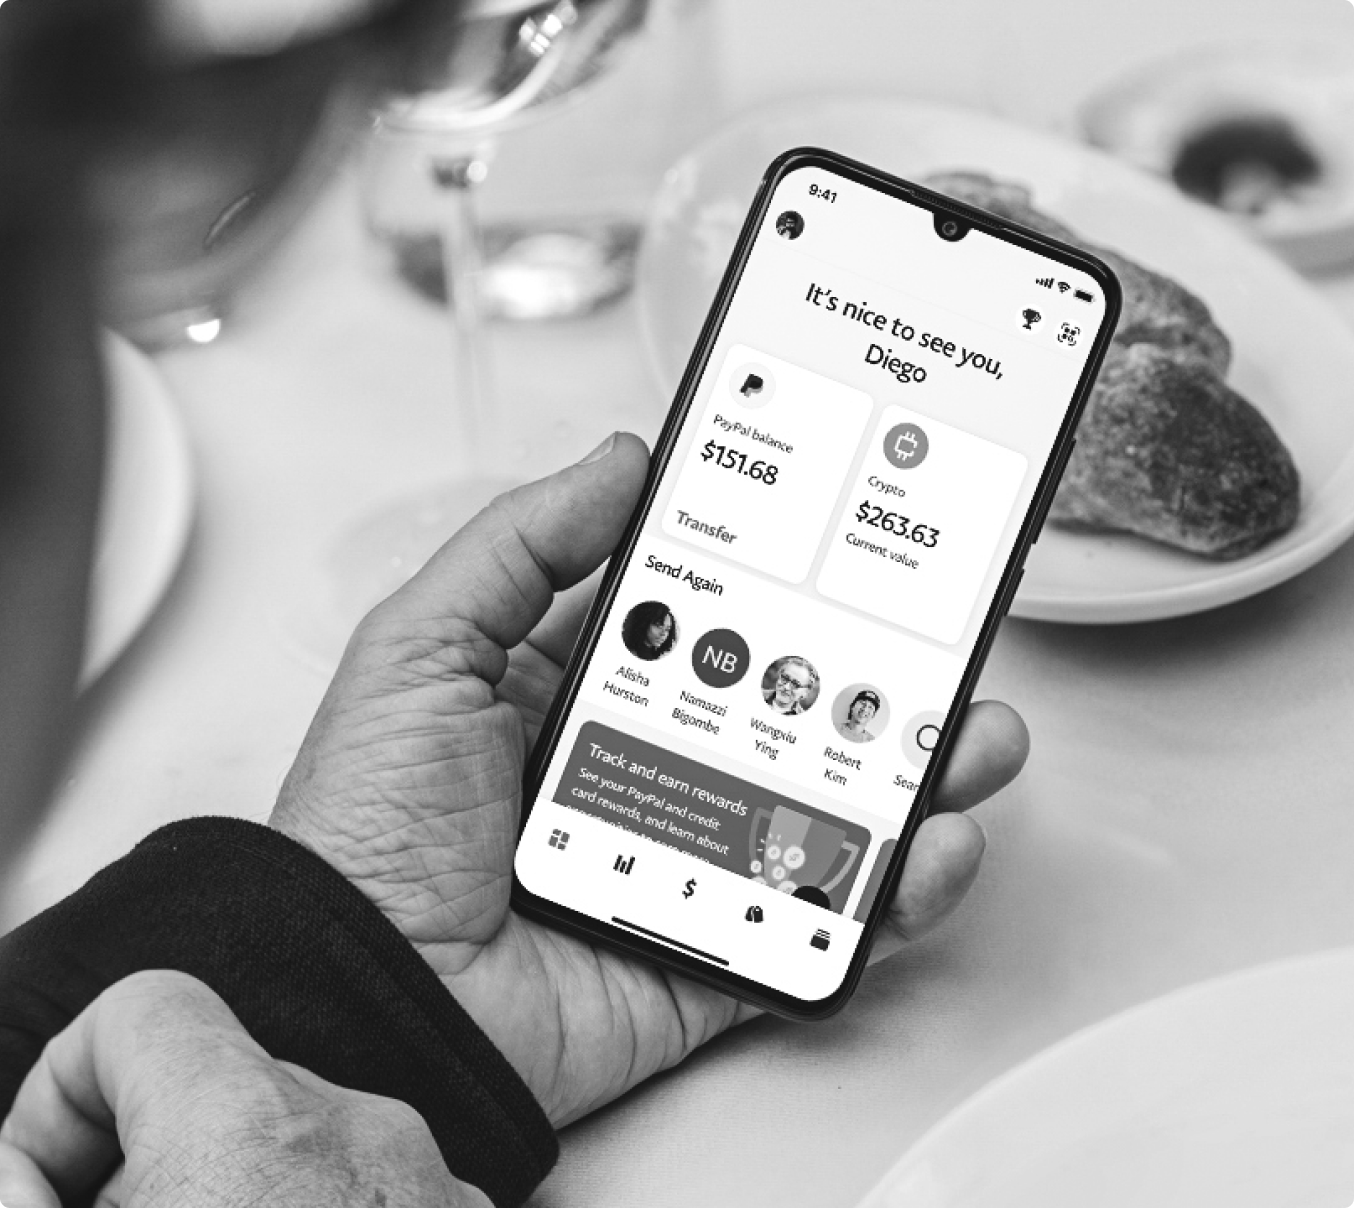 9:41
It's nice to see you,
Diego
PayPal balance
$151.68
Transfer
Crypto
$263.63
Current value
Send Again
Alisha
Hurston
NB
Namazzi
Bigombe
Wangxiu
Ying
Robert
Kim
Sear
Track and earn rewards
See your PayPal and credit
card rewards, and learn about
$